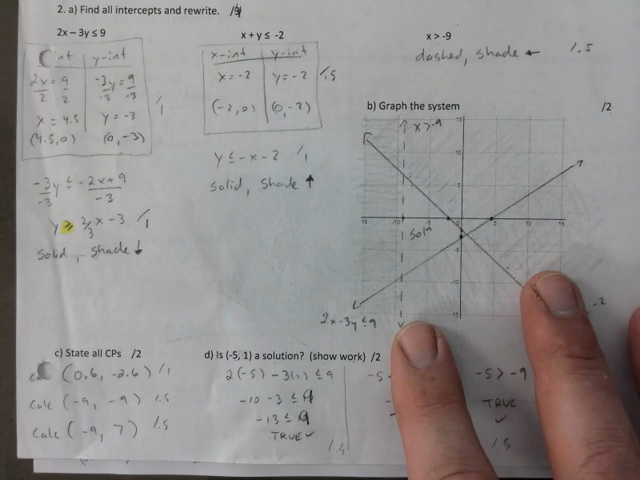 2. a) Find all intercepts and rewrite.
2x – 3y ≤ 9
x + y ≤ -2
x > -9
int y-int
2x = 9 -3y = 9
2 2 -3 -3
x = 4.5 y = -3 /1
(4.5, 0) (0, -3)
-3y ≤ -2x+9
-3 -3
y ≥ 2/3 x - 3 /1
solid, shade ↓
x-int y-int
x = -2 y = -2 /.5
(-2, 0) (0, -2)
y ≤ -x - 2 /1
solid, shade ↑
dashed, shade ← /.5
b) Graph the system /2
x > -9
soln
2x-3y ≤ 9
c) State all CPs /2
(0.6, -2.6) /1
calc (-9, -9) /.5
calc (-9, 7) /.5
d) Is (-5, 1) a solution? (show work) /2
2(-5) - 3(1) ≤ 9
-10 - 3 ≤ 9
-13 ≤ 9
TRUE ✓
/.5
-5 > -9
TRUE
✓
/.5